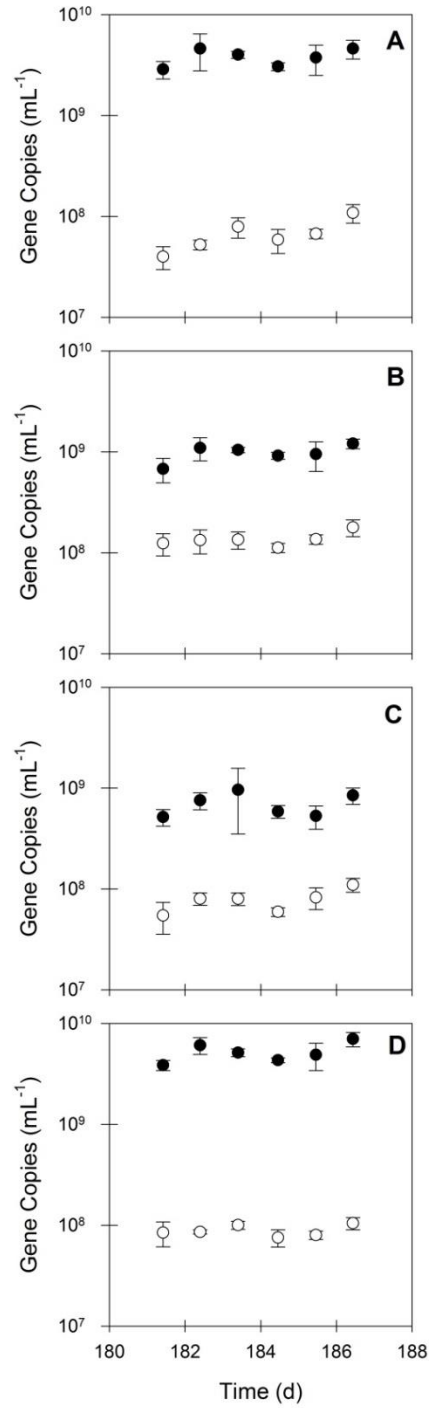 A
10¹⁰
10⁹
10⁸
10⁷
Gene Copies (mL⁻¹)
B
10¹⁰
10⁹
10⁸
10⁷
Gene Copies (mL⁻¹)
C
10¹⁰
10⁹
10⁸
10⁷
Gene Copies (mL⁻¹)
D
10¹⁰
10⁹
10⁸
10⁷
Gene Copies (mL⁻¹)
180 182 184 186 188
Time (d)